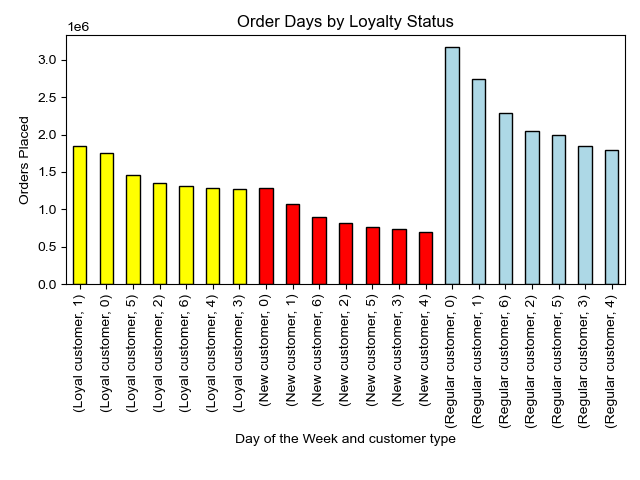 Order Days by Loyalty Status
1e6
3.0
2.5
2.0
1.5
1.0
0.5
0.0
Orders Placed
(Loyal customer, 1)
(Loyal customer, 0)
(Loyal customer, 5)
(Loyal customer, 2)
(Loyal customer, 6)
(Loyal customer, 4)
(Loyal customer, 3)
(New customer, 0)
(New customer, 1)
(New customer, 6)
(New customer, 2)
(New customer, 5)
(New customer, 3)
(New customer, 4)
(Regular customer, 0)
(Regular customer, 1)
(Regular customer, 6)
(Regular customer, 2)
(Regular customer, 5)
(Regular customer, 3)
(Regular customer, 4)
Day of the Week and customer type